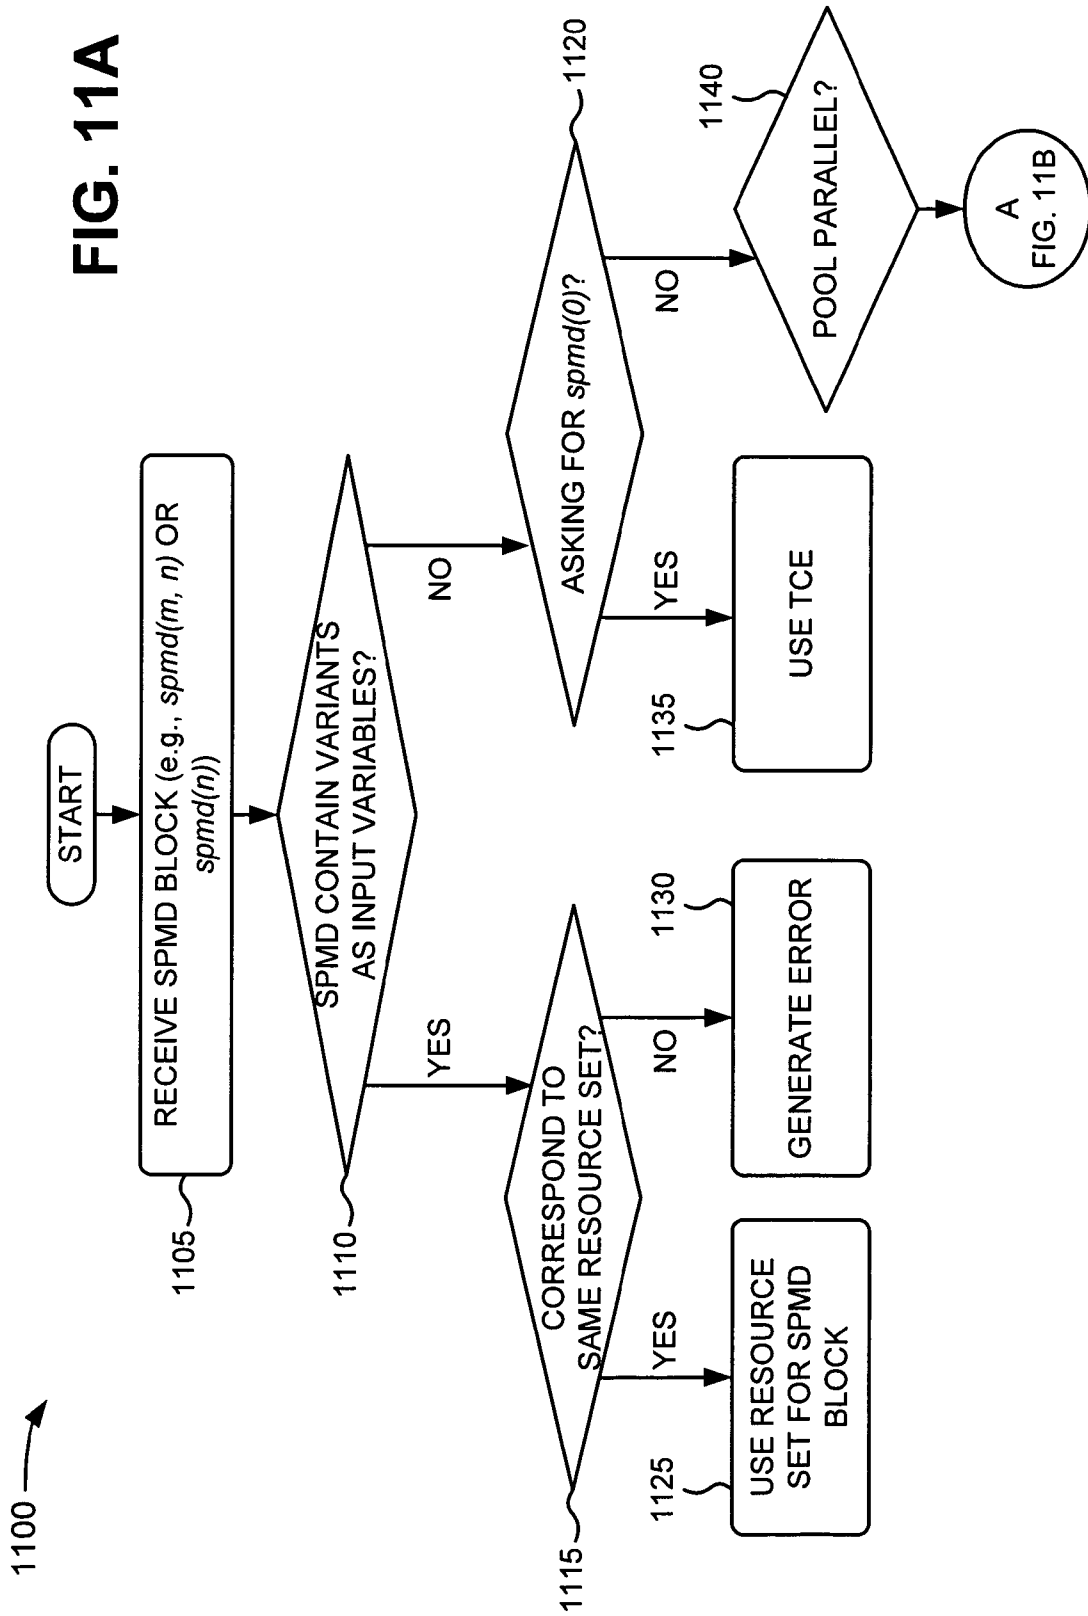 1100
FIG. 11A
START
RECEIVE SPMD BLOCK (e.g., spmd(m, n) OR
spmd(n))
1105
SPMD CONTAIN VARIANTS
AS INPUT VARIABLES?
1110
YES
NO
CORRESPOND TO
SAME RESOURCE SET?
1115
ASKING FOR spmd(0)?
1120
YES
NO
YES
NO
1125
USE RESOURCE
SET FOR SPMD
BLOCK
1130
GENERATE ERROR
1135
USE TCE
1140
POOL PARALLEL?
A
FIG. 11B